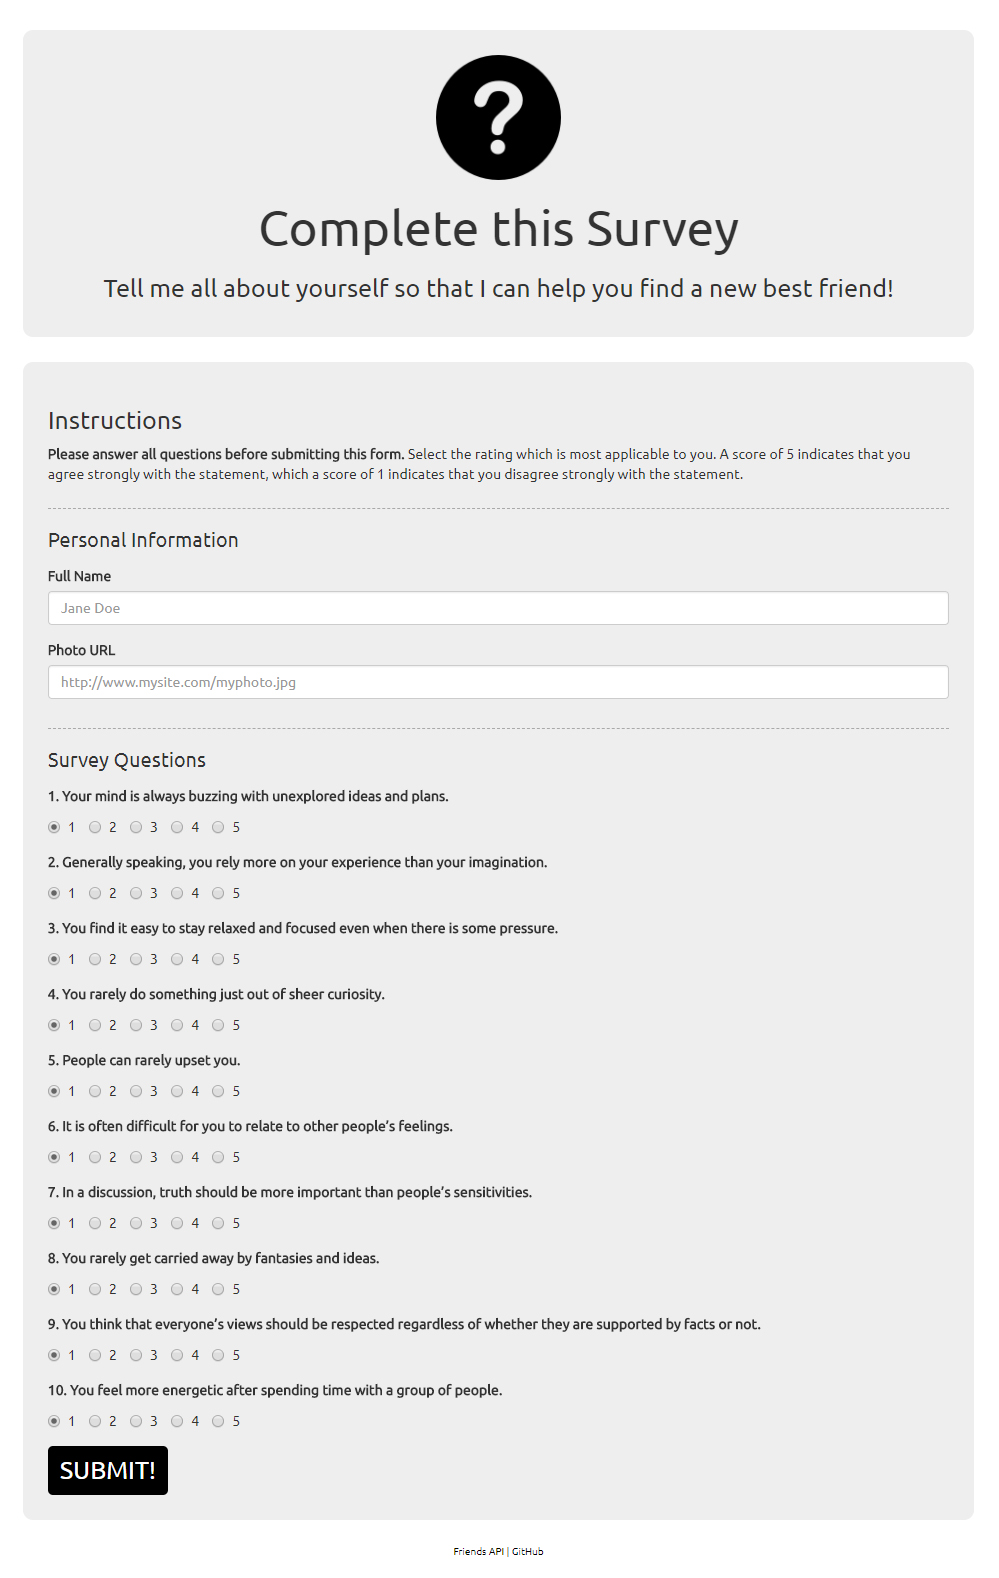 ?
Complete this Survey
Tell me all about yourself so that I can help you find a new best friend!
Instructions
Please answer all questions before submitting this form. Select the rating which is most applicable to you. A score of 5 indicates that you
agree strongly with the statement, which a score of 1 indicates that you disagree strongly with the statement.
Personal Information
Full Name
Jane Doe
Photo URL
http://www.mysite.com/myphoto.jpg
Survey Questions
1. Your mind is always buzzing with unexplored ideas and plans.
1 2 3 4 5
2. Generally speaking, you rely more on your experience than your imagination.
1 2 3 4 5
3. You find it easy to stay relaxed and focused even when there is some pressure.
1 2 3 4 5
4. You rarely do something just out of sheer curiosity.
1 2 3 4 5
5. People can rarely upset you.
1 2 3 4 5
6. It is often difficult for you to relate to other people’s feelings.
1 2 3 4 5
7. In a discussion, truth should be more important than people’s sensitivities.
1 2 3 4 5
8. You rarely get carried away by fantasies and ideas.
1 2 3 4 5
9. You think that everyone’s views should be respected regardless of whether they are supported by facts or not.
1 2 3 4 5
10. You feel more energetic after spending time with a group of people.
1 2 3 4 5
SUBMIT!
Friends API | GitHub